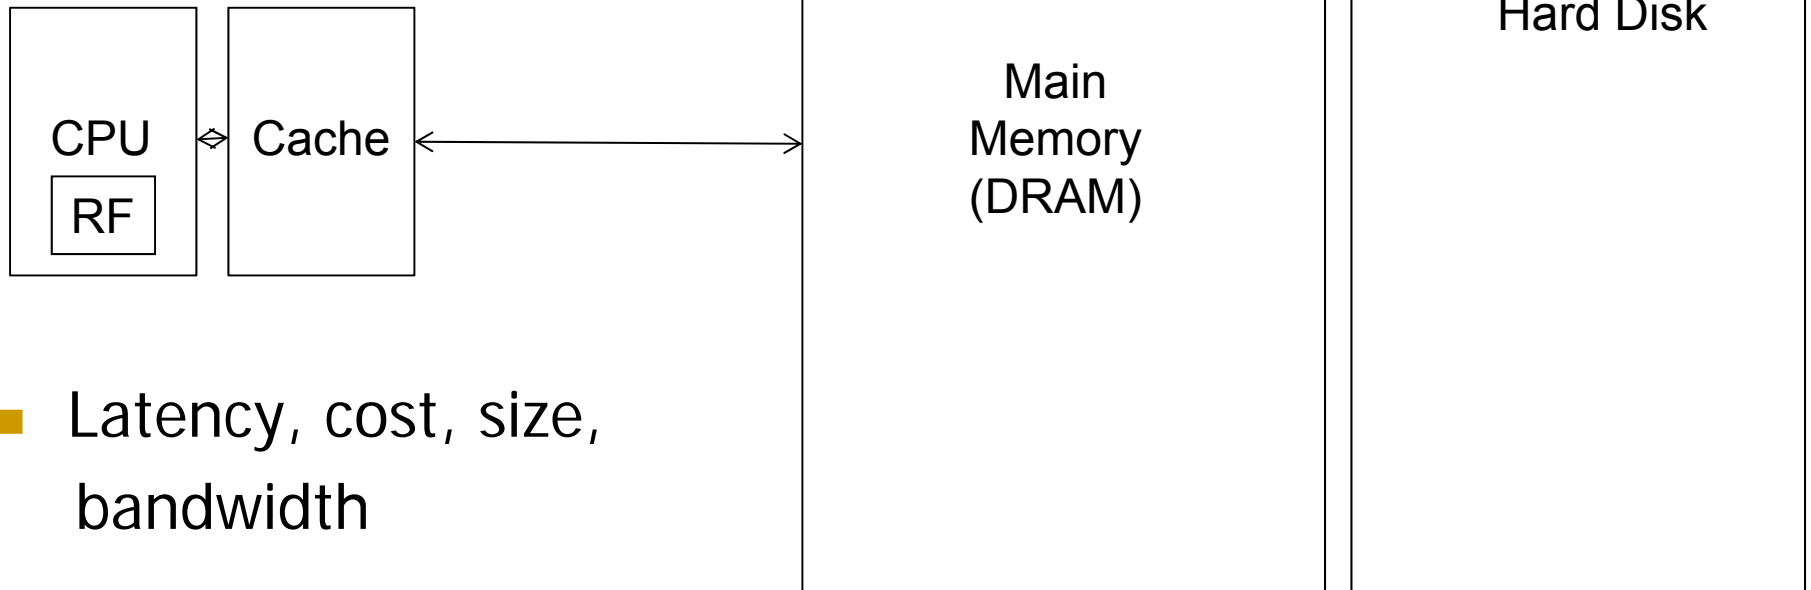 Hard Disk
Main
Memory
(DRAM)
CPU
Cache
RF
Latency, cost, size,
bandwidth